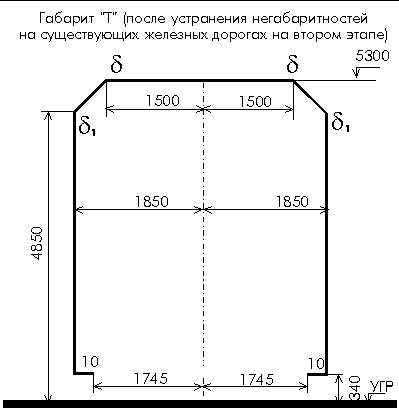 Габарит "Т" (после устранения негабаритностей
на существующих железных дорогах на втором этапе)
δ δ 5300
1500 1500
δ₁ δ₁
1850 1850
4850
10 10
1745 1745 340 УГР